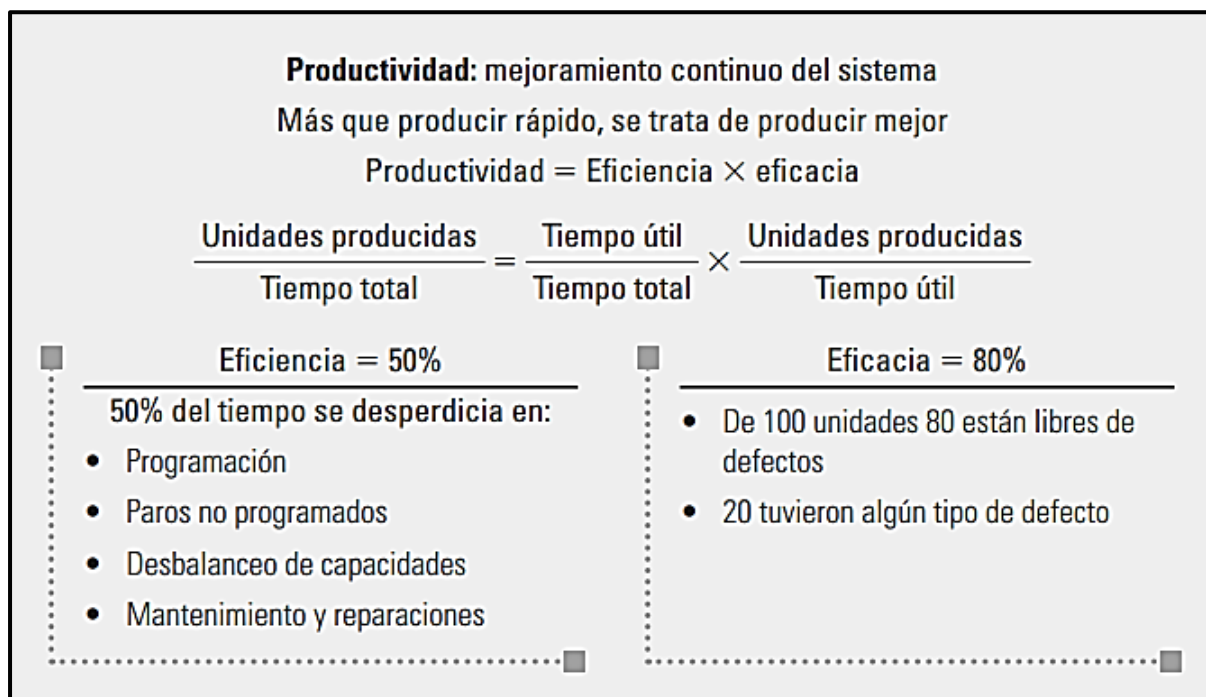 Productividad: mejoramiento continuo del sistema
Más que producir rápido, se trata de producir mejor
Productividad = Eficiencia × eficacia
Unidades producidas / Tiempo total = Tiempo útil / Tiempo total × Unidades producidas / Tiempo útil
Eficiencia = 50%
50% del tiempo se desperdicia en:
• Programación
• Paros no programados
• Desbalanceo de capacidades
• Mantenimiento y reparaciones
Eficacia = 80%
• De 100 unidades 80 están libres de
defectos
• 20 tuvieron algún tipo de defecto